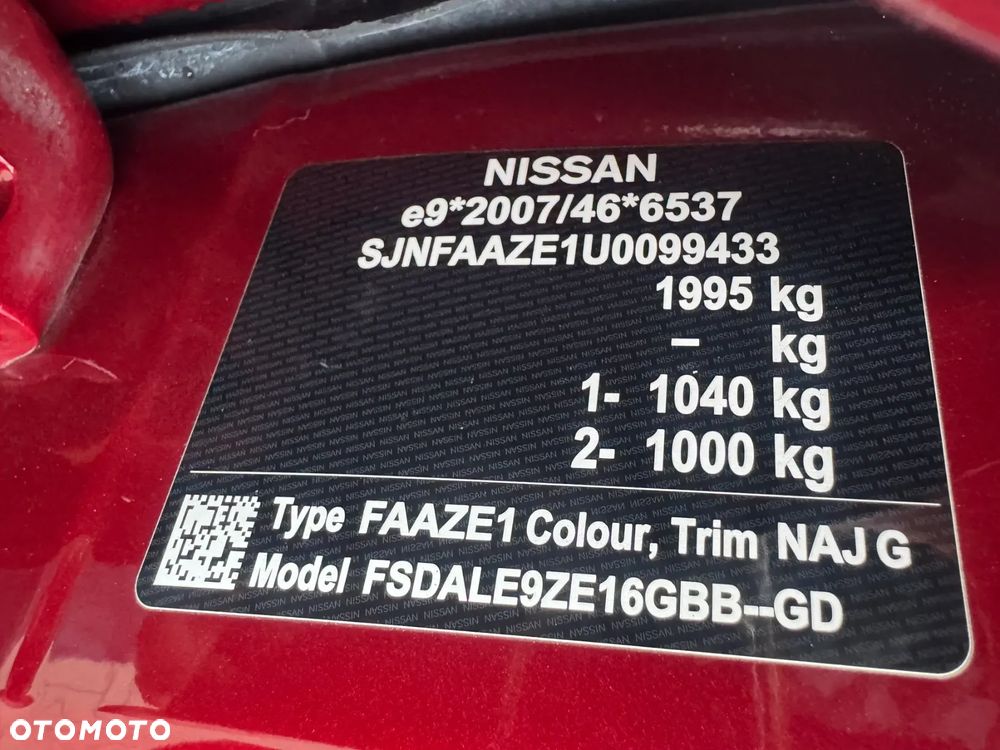 NISSAN
e9*2007/46*6537
SJNFAAZE1U0099433
1995 kg
– kg
1- 1040 kg
2- 1000 kg
Type FAAZE1 Colour, Trim NAJ G
Model FSDALE9ZE16GBB--GD
OTOMOTO